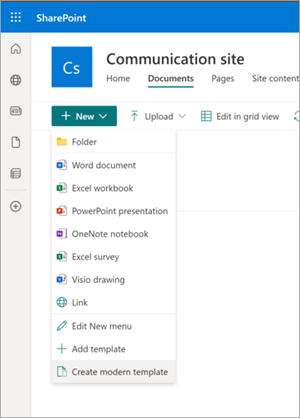 SharePoint
Cs
Communication site
Home Documents Pages Site content
New Upload Edit in grid view
Folder
Word document
Excel workbook
PowerPoint presentation
OneNote notebook
Excel survey
Visio drawing
Link
Edit New menu
Add template
Create modern template